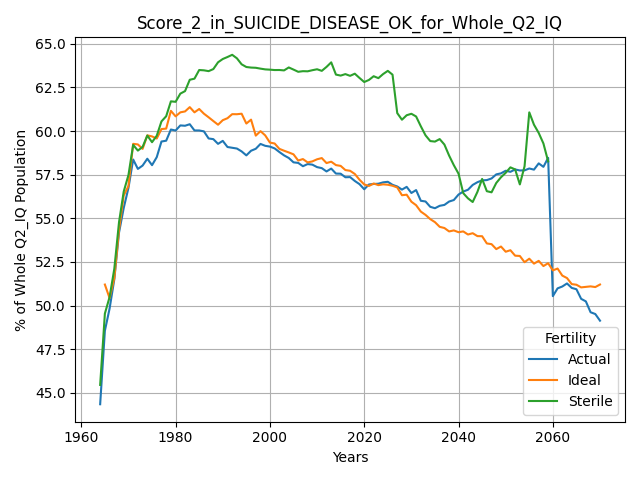 Score_2_in_SUICIDE_DISEASE_OK_for_Whole_Q2_IQ
% of Whole Q2_IQ Population
65.0
62.5
60.0
57.5
55.0
52.5
50.0
47.5
45.0
Fertility
Actual
Ideal
Sterile
1960
1980
2000
2020
2040
2060
Years